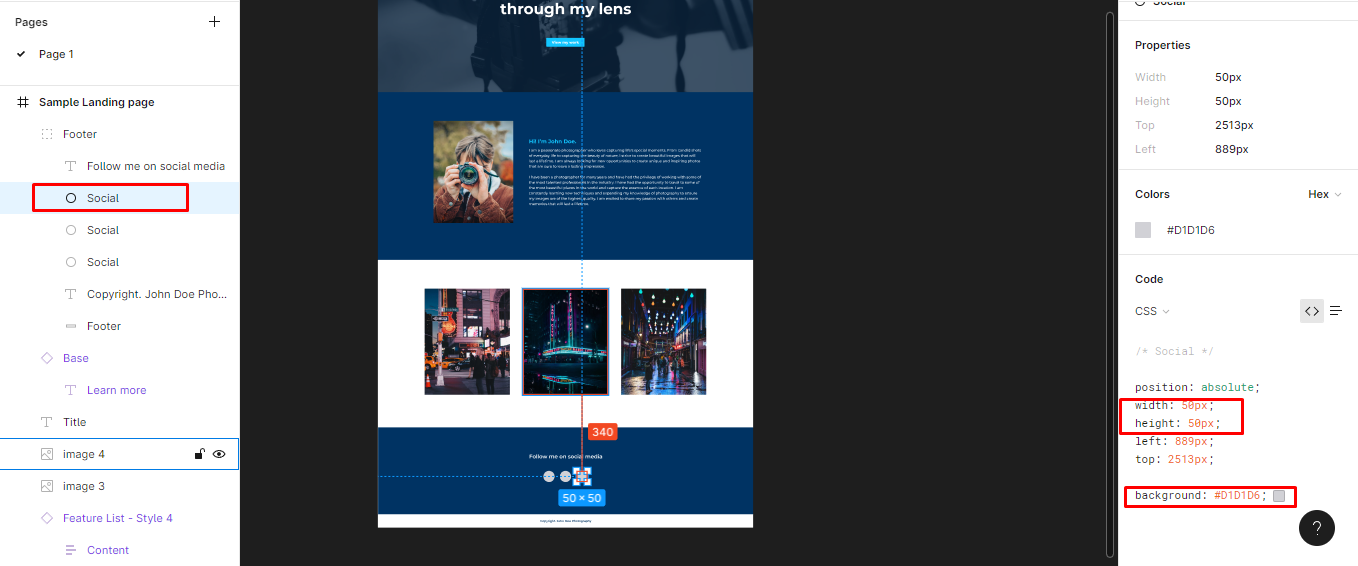 Pages
Page 1
Sample Landing page
Footer
Follow me on social media
Social
Social
Social
Copyright. John Doe Pho...
Footer
Base
Learn more
Title
image 4
image 3
Feature List - Style 4
Content
through my lens
View my work
Hi! I'm John Doe.
340
Follow me on social media
50 × 50
Copyright. John Doe Photography
Social
Properties
Width 50px
Height 50px
Top 2513px
Left 889px
Colors Hex
#D1D1D6
Code
CSS
/* Social */
position: absolute;
width: 50px;
height: 50px;
left: 889px;
top: 2513px;
background: #D1D1D6;
?